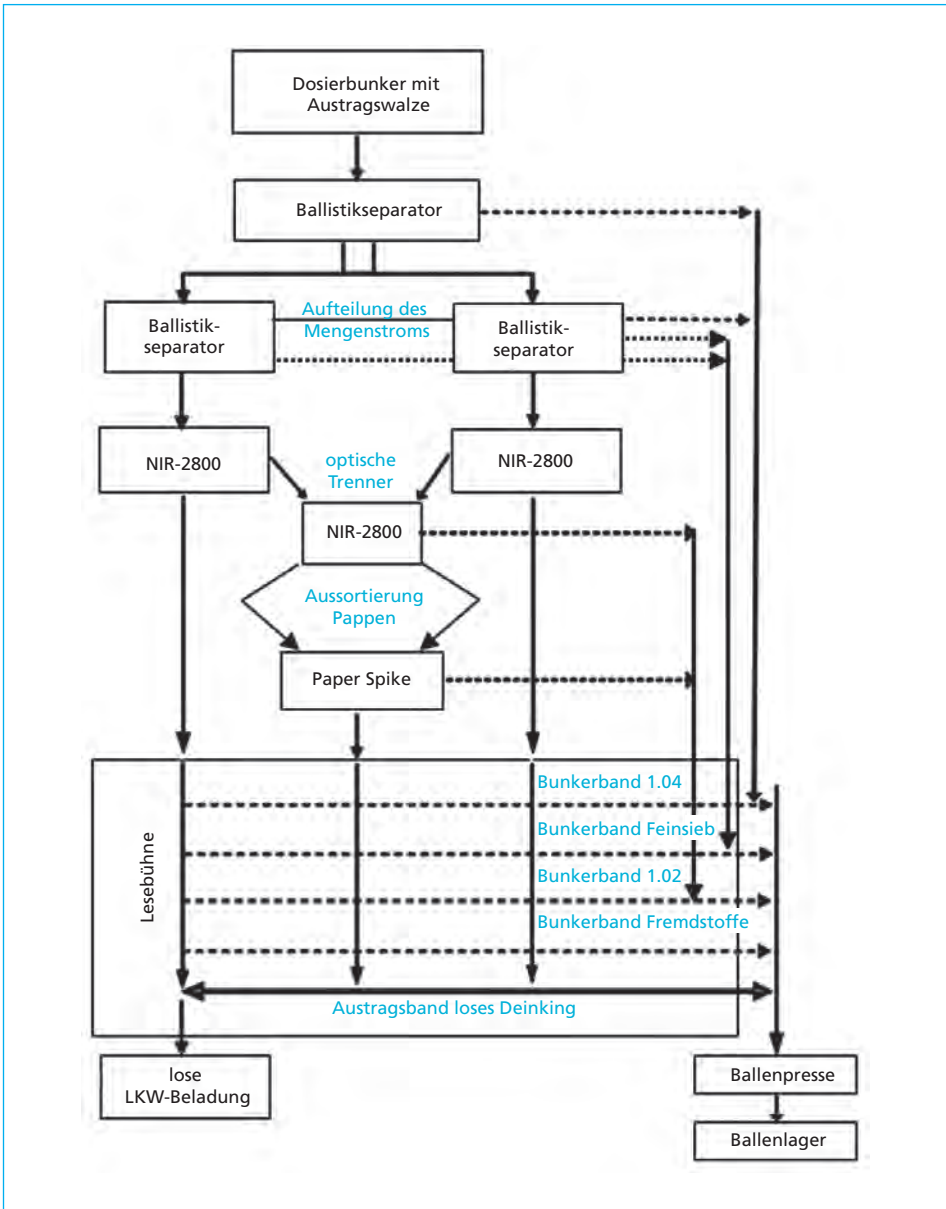 Dosierbunker mit
Austragswalze
Ballistikseparator
Aufteilung des
Mengenstroms
Ballistik-
separator
Ballistik-
separator
NIR-2800
optische
Trenner
NIR-2800
NIR-2800
Aussortierung
Pappen
Paper Spike
Lesebühne
Bunkerband 1.04
Bunkerband Feinsieb
Bunkerband 1.02
Bunkerband Fremdstoffe
Austragsband loses Deinking
lose
LKW-Beladung
Ballenpresse
Ballenlager